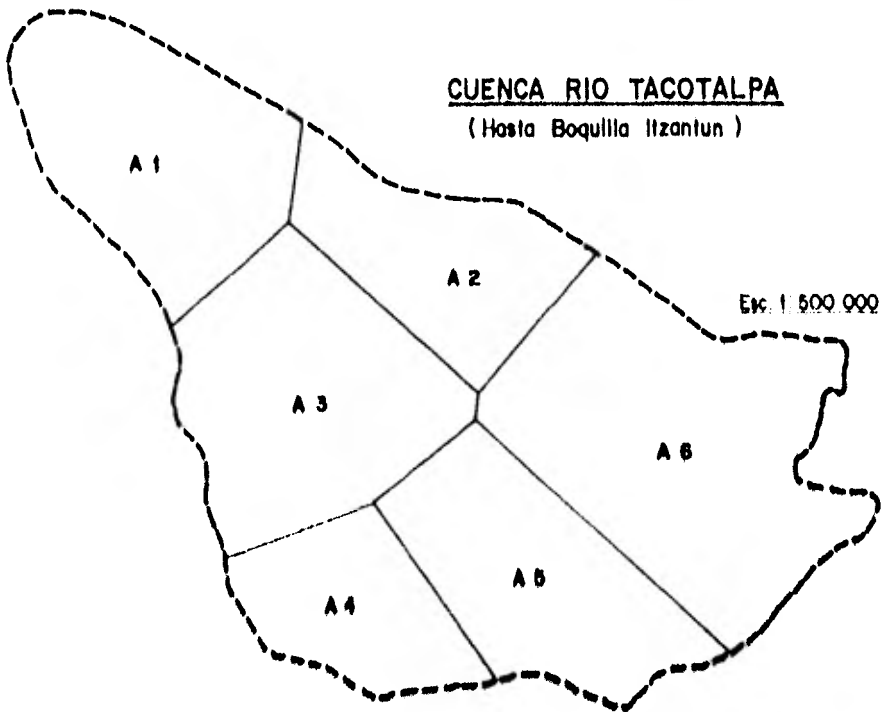 CUENCA RIO TACOTALPA
(Hasta Boquilla Itzantun)
A 1
A 2
Esc. 1:500 000
A 3
A 6
A 5
A 4